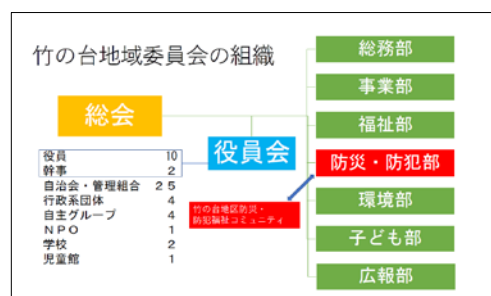 竹の台地域委員会の組織
総会
役員会
役員 10
幹事 2
自治会・管理組合 25
行政系団体 4
自主グループ 4
NPO 1
学校 2
児童館 1
竹の台地区防災・
防犯福祉コミュニティ
総務部
事業部
福祉部
防災・防犯部
環境部
子ども部
広報部